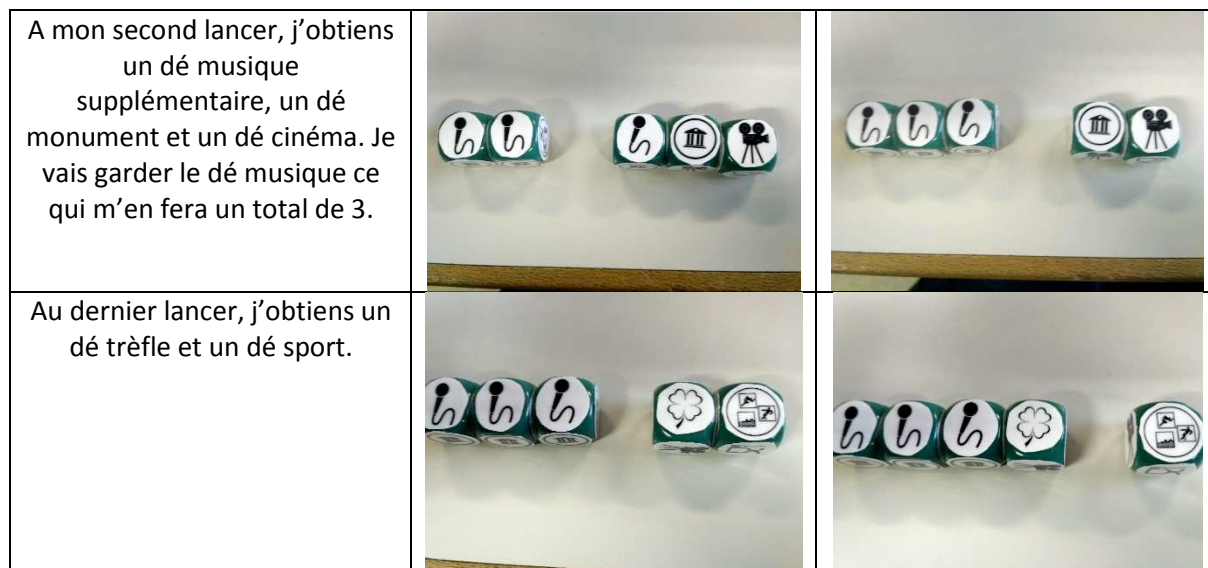 A mon second lancer, j’obtiens
un dé musique
supplémentaire, un dé
monument et un dé cinéma. Je
vais garder le dé musique ce
qui m’en fera un total de 3.
Au dernier lancer, j’obtiens un
dé trèfle et un dé sport.